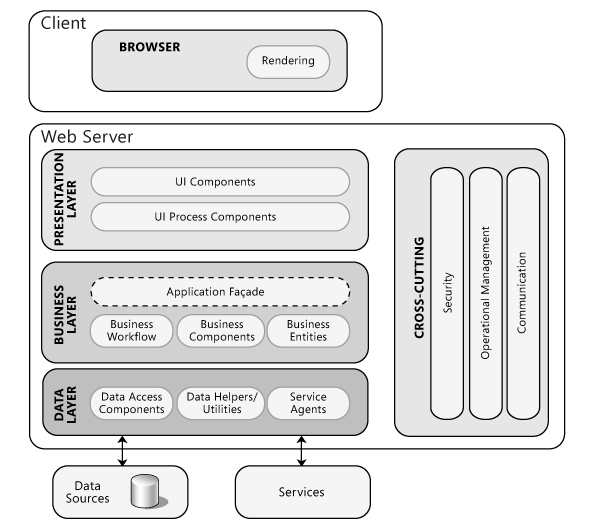 Client
BROWSER
Rendering
Web Server
PRESENTATION
LAYER
UI Components
UI Process Components
BUSINESS
LAYER
Application Façade
Business
Workflow
Business
Components
Business
Entities
DATA
LAYER
Data Access
Components
Data Helpers/
Utilities
Service
Agents
CROSS-CUTTING
Security
Operational Management
Communication
Data
Sources
Services